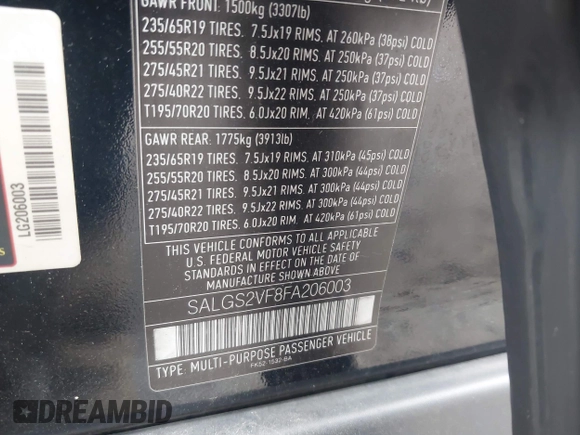 GAWR FRONT: 1500kg (3307lb)
235/65R19 TIRES. 7.5Jx19 RIMS. AT 260kPa (38psi) COLD
255/55R20 TIRES. 8.5Jx20 RIMS. AT 250kPa (37psi) COLD
275/45R21 TIRES. 9.5Jx21 RIMS. AT 250kPa (37psi) COLD
275/40R22 TIRES. 9.5Jx22 RIMS. AT 250kPa (37psi) COLD
T195/70R20 TIRES. 6.0Jx20 RIM. AT 420kPa (61psi) COLD
GAWR REAR: 1775kg (3913lb)
235/65R19 TIRES. 7.5Jx19 RIMS. AT 310kPa (45psi) COLD
255/55R20 TIRES. 8.5Jx20 RIMS. AT 300kPa (44psi) COLD
275/45R21 TIRES. 9.5Jx21 RIMS. AT 300kPa (44psi) COLD
275/40R22 TIRES. 9.5Jx22 RIMS. AT 300kPa (44psi) COLD
T195/70R20 TIRES. 6.0Jx20 RIM. AT 420kPa (61psi) COLD
THIS VEHICLE CONFORMS TO ALL APPLICABLE
U.S. FEDERAL MOTOR VEHICLE SAFETY
STANDARDS IN EFFECT ON THE DATE OF
MANUFACTURE SHOWN ABOVE
SALGS2VF8FA206003
TYPE: MULTI-PURPOSE PASSENGER VEHICLE
FK52 1532-BA
LG206003
DREAMBID